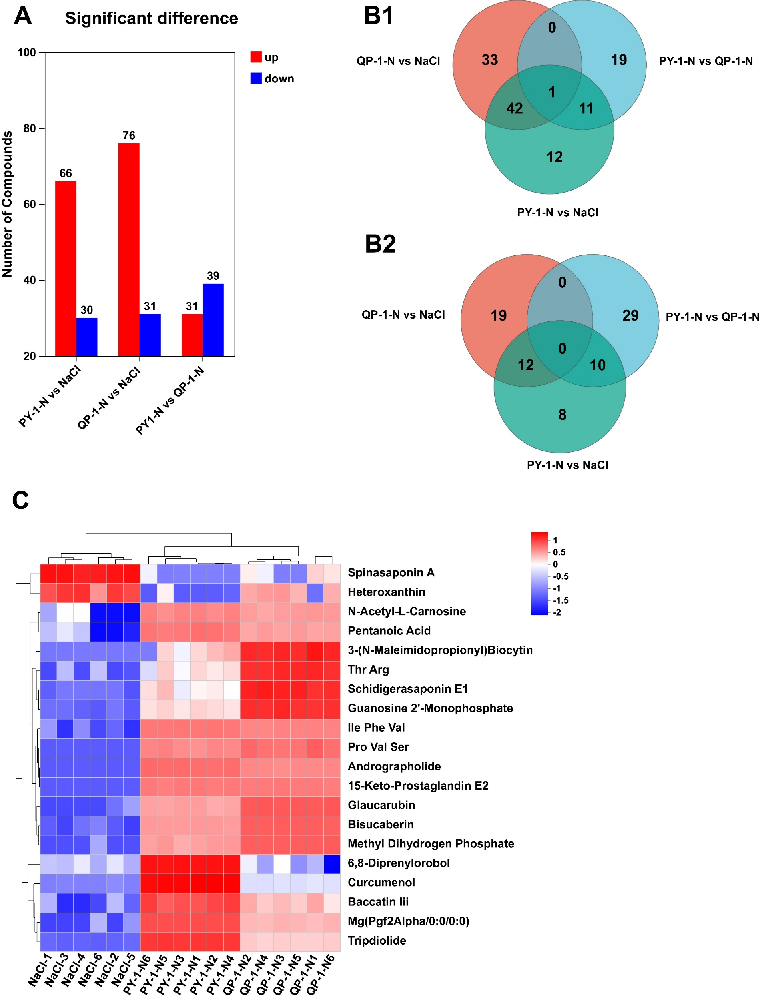 A
Significant difference
up
down
Number of Compounds
100
80
60
40
20
66
30
76
31
31
39
PY-1-N vs NaCl
QP-1-N vs NaCl
PY1-N vs QP-1-N
B1
QP-1-N vs NaCl
PY-1-N vs QP-1-N
PY-1-N vs NaCl
0
33
19
1
42
11
12
B2
QP-1-N vs NaCl
PY-1-N vs QP-1-N
PY-1-N vs NaCl
0
19
29
0
12
10
8
C
1
0.5
0
-0.5
-1
-1.5
-2
Spinasaponin A
Heteroxanthin
N-Acetyl-L-Carnosine
Pentanoic Acid
3-(N-Maleimidopropionyl)Biocytin
Thr Arg
Schidigerasaponin E1
Guanosine 2'-Monophosphate
Ile Phe Val
Pro Val Ser
Andrographolide
15-Keto-Prostaglandin E2
Glaucarubin
Bisucaberin
Methyl Dihydrogen Phosphate
6,8-Diprenylorobol
Curcumenol
Baccatin Iii
Mg(Pgf2Alpha/0:0/0:0)
Tripdiolide
NaCl-1
NaCl-3
NaCl-4
NaCl-6
NaCl-2
NaCl-5
PY-1-N6
PY-1-N5
PY-1-N3
PY-1-N1
PY-1-N2
PY-1-N4
QP-1-N2
QP-1-N4
QP-1-N3
QP-1-N5
QP-1-N1
QP-1-N6